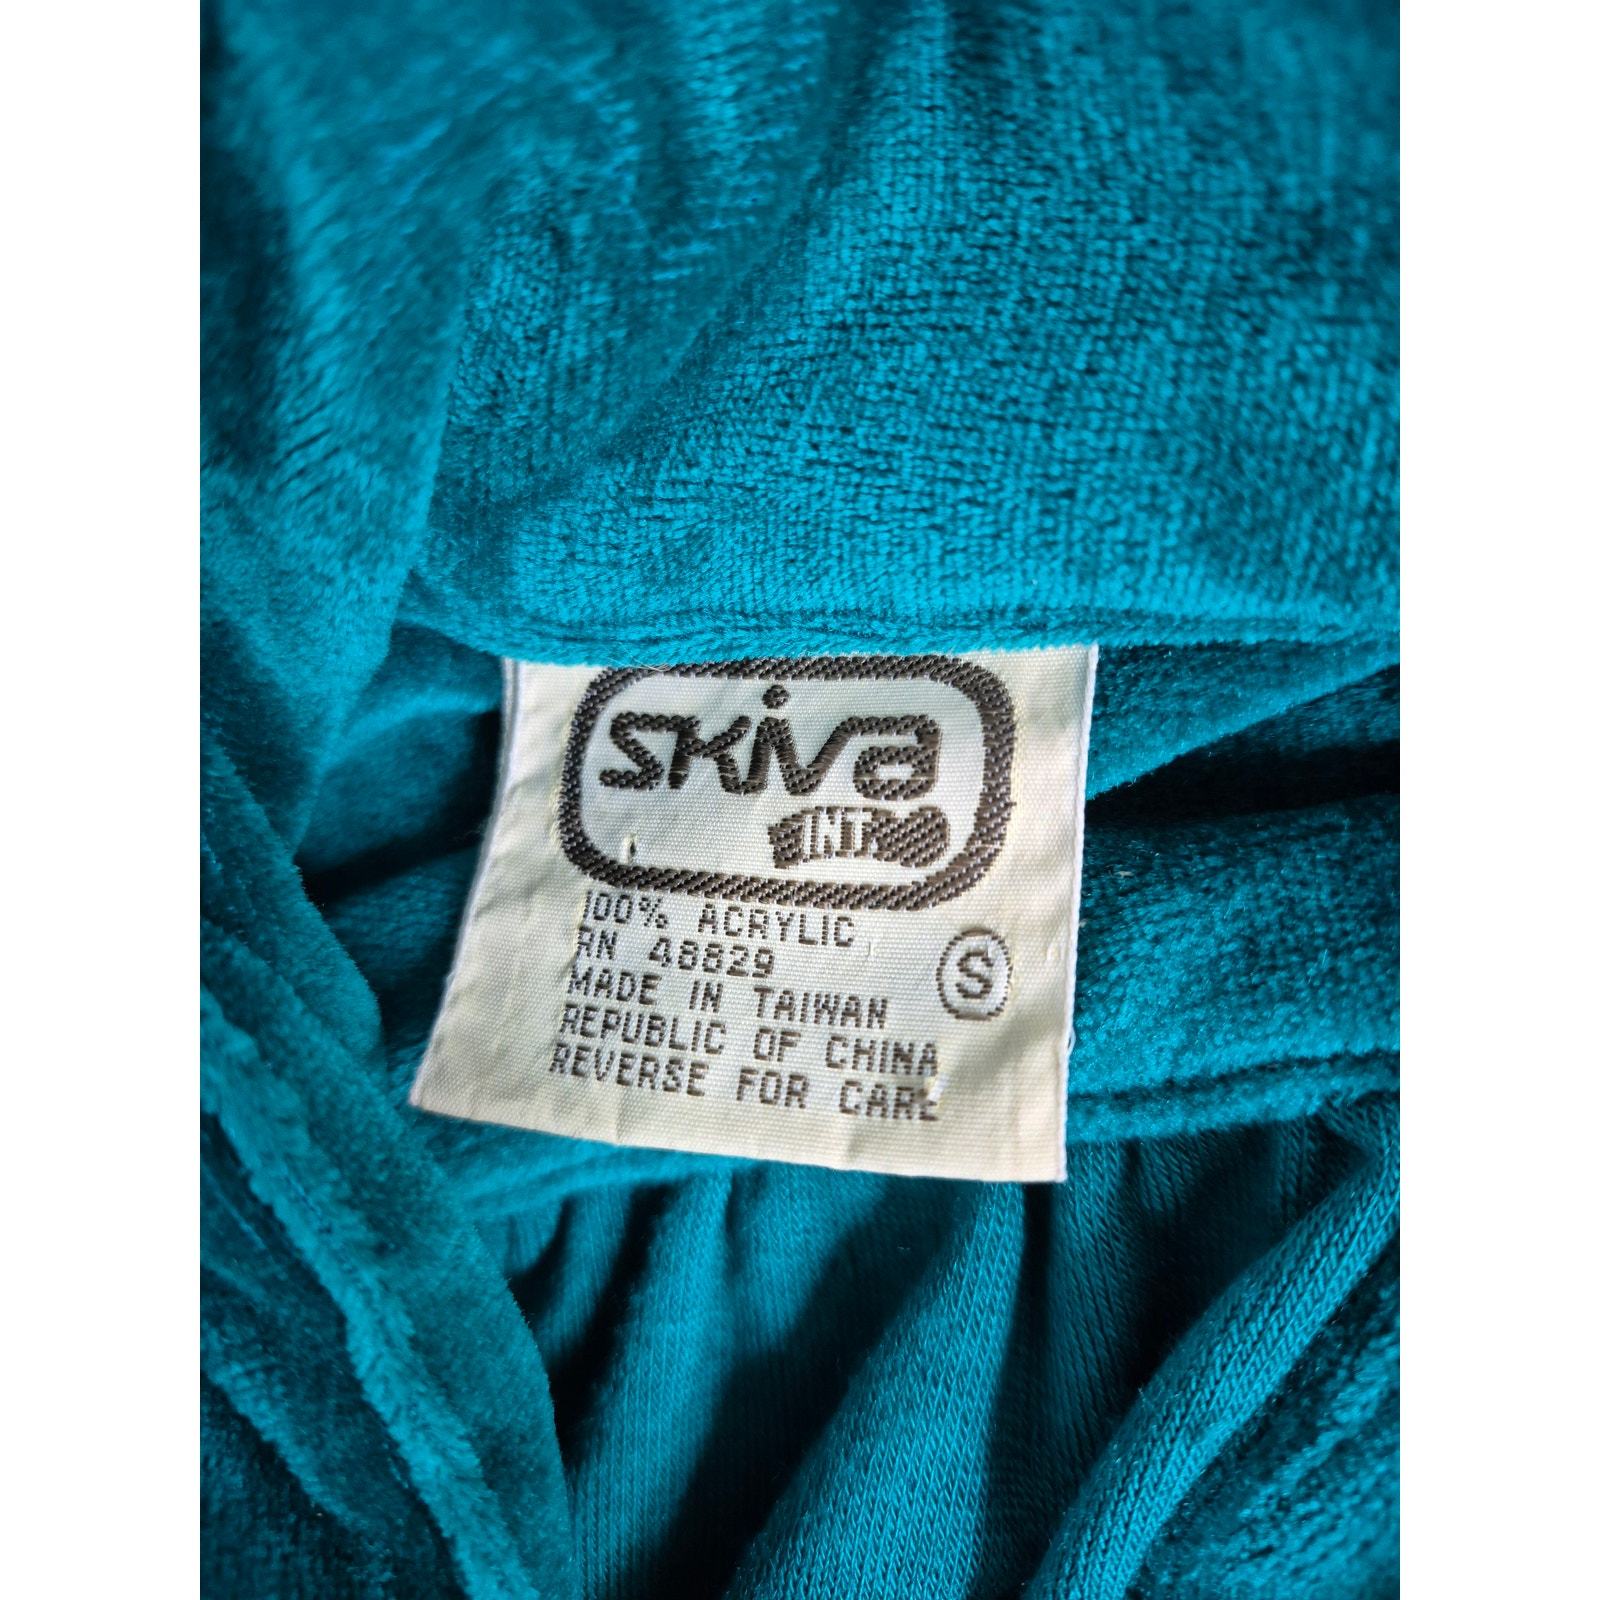 skiva
INT
100% ACRYLIC
RN 48829
S
MADE IN TAIWAN
REPUBLIC OF CHINA
REVERSE FOR CARE